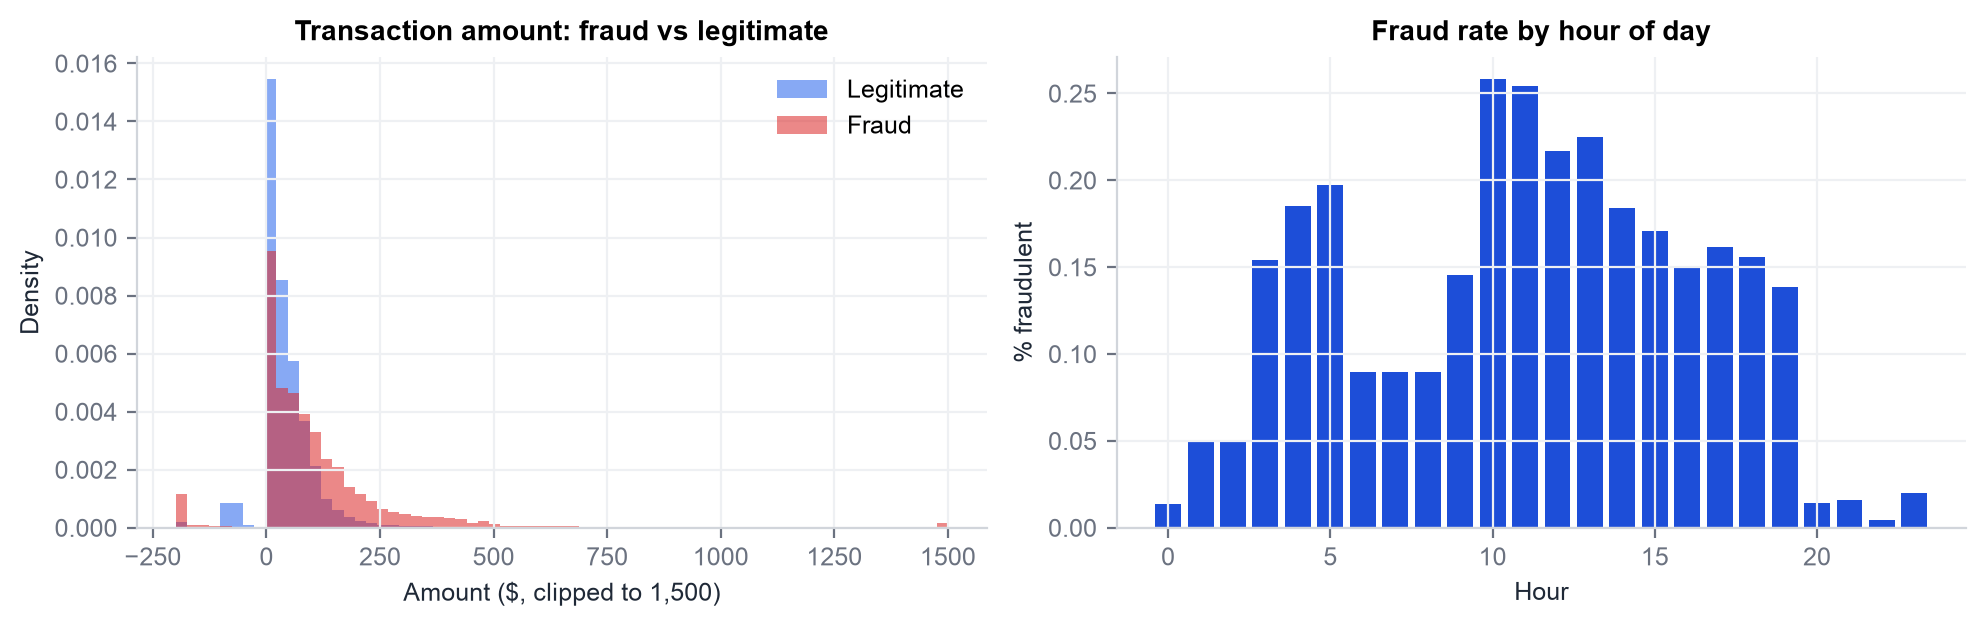 Transaction amount: fraud vs legitimate
Legitimate
Fraud
Density
0.016
0.014
0.012
0.010
0.008
0.006
0.004
0.002
0.000
−250 0 250 500 750 1000 1250 1500
Amount ($, clipped to 1,500)
Fraud rate by hour of day
% fraudulent
0.25
0.20
0.15
0.10
0.05
0.00
0 5 10 15 20
Hour